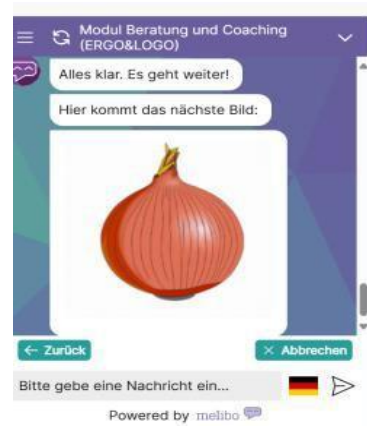 Modul Beratung und Coaching
(ERGO&LOGO)
Alles klar. Es geht weiter!
Hier kommt das nächste Bild:
← Zurück
× Abbrechen
Bitte gebe eine Nachricht ein...
Powered by melibo